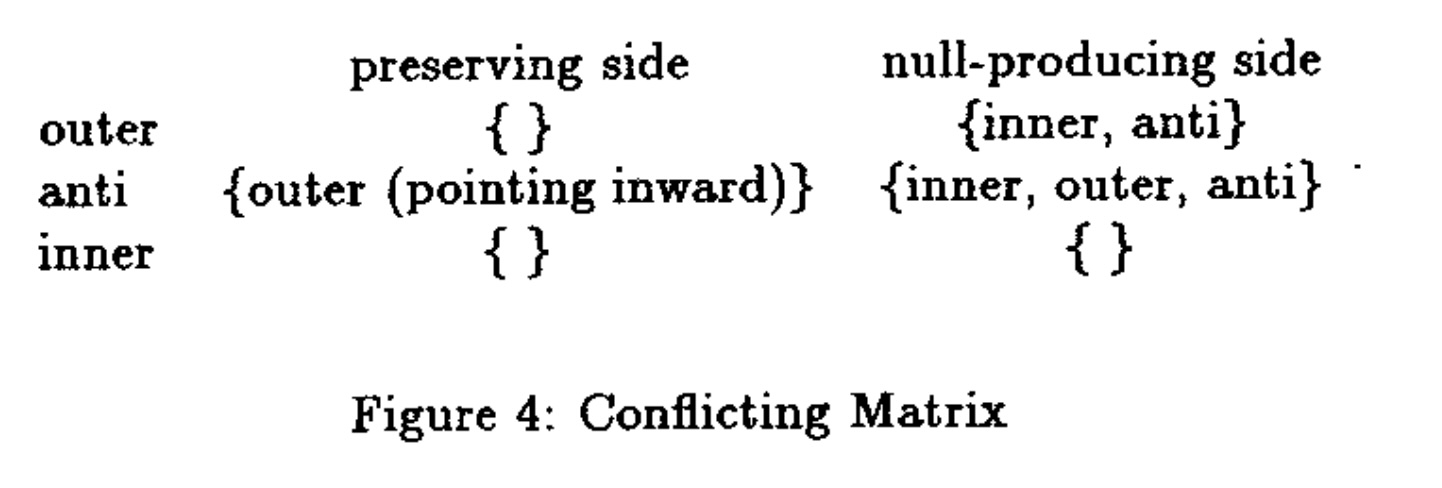 preserving side null-producing side
outer { } {inner, anti}
anti {outer (pointing inward)} {inner, outer, anti}
inner { } { }
Figure 4: Conflicting Matrix